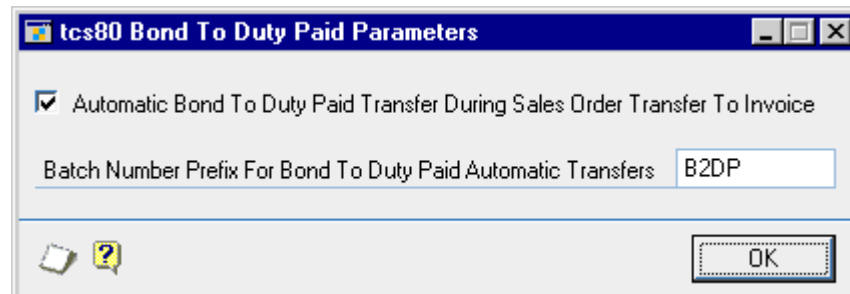 tcs80 Bond To Duty Paid Parameters
Automatic Bond To Duty Paid Transfer During Sales Order Transfer To Invoice
Batch Number Prefix For Bond To Duty Paid Automatic Transfers B2DP
OK